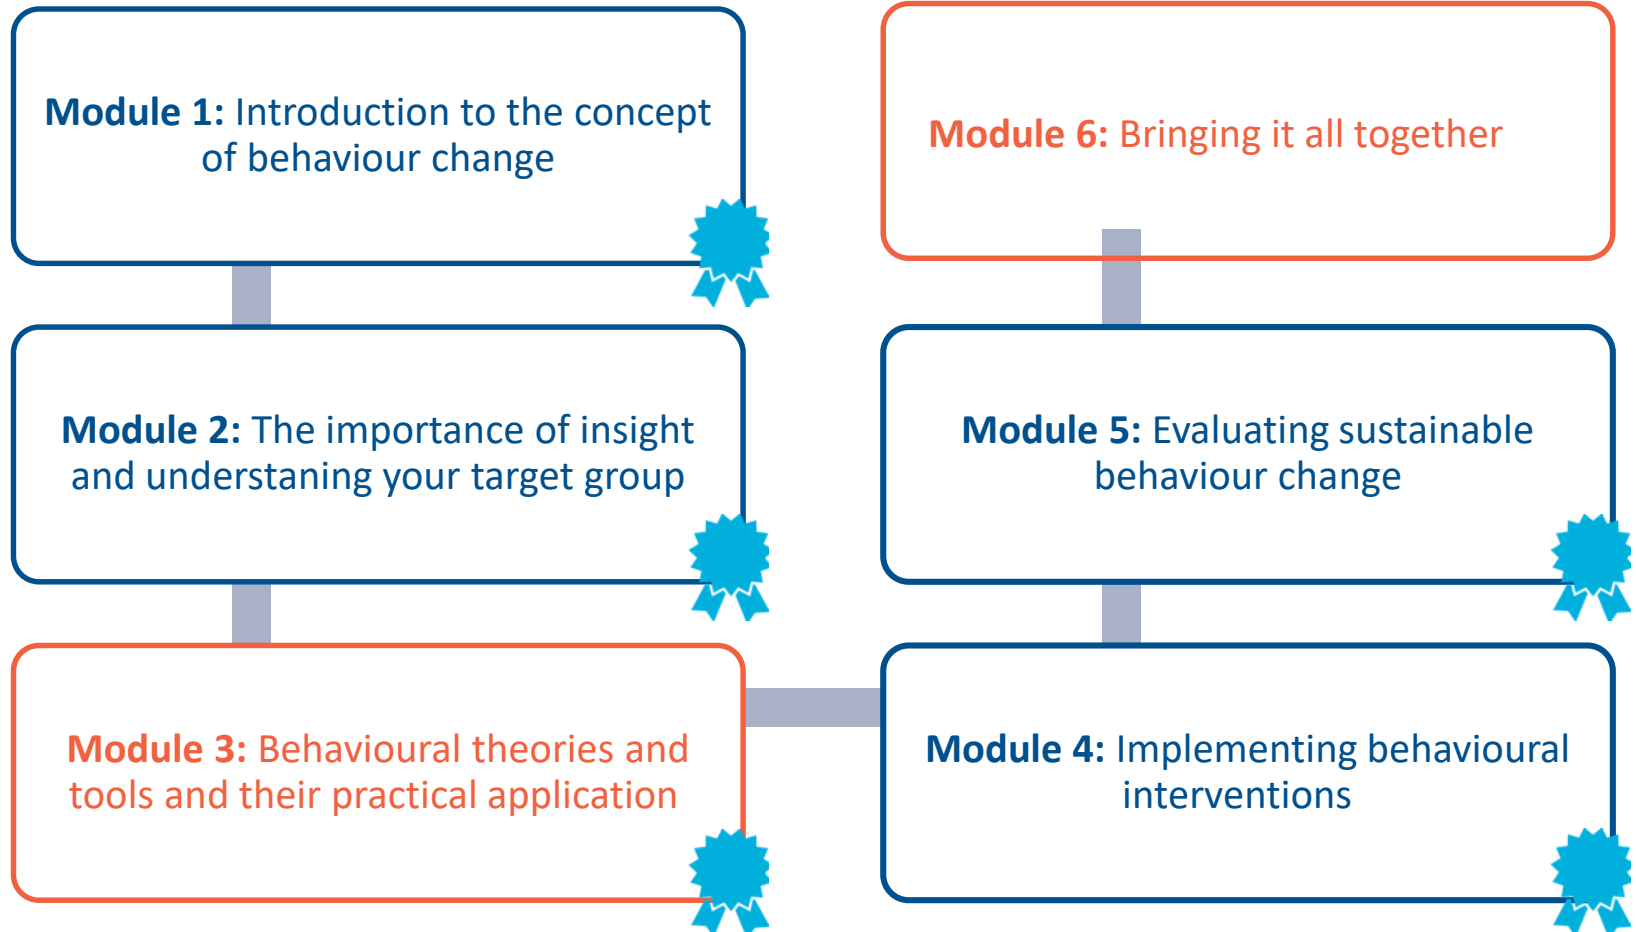 Module 1: Introduction to the concept
of behaviour change
Module 2: The importance of insight
and understaning your target group
Module 3: Behavioural theories and
tools and their practical application
Module 4: Implementing behavioural
interventions
Module 5: Evaluating sustainable
behaviour change
Module 6: Bringing it all together